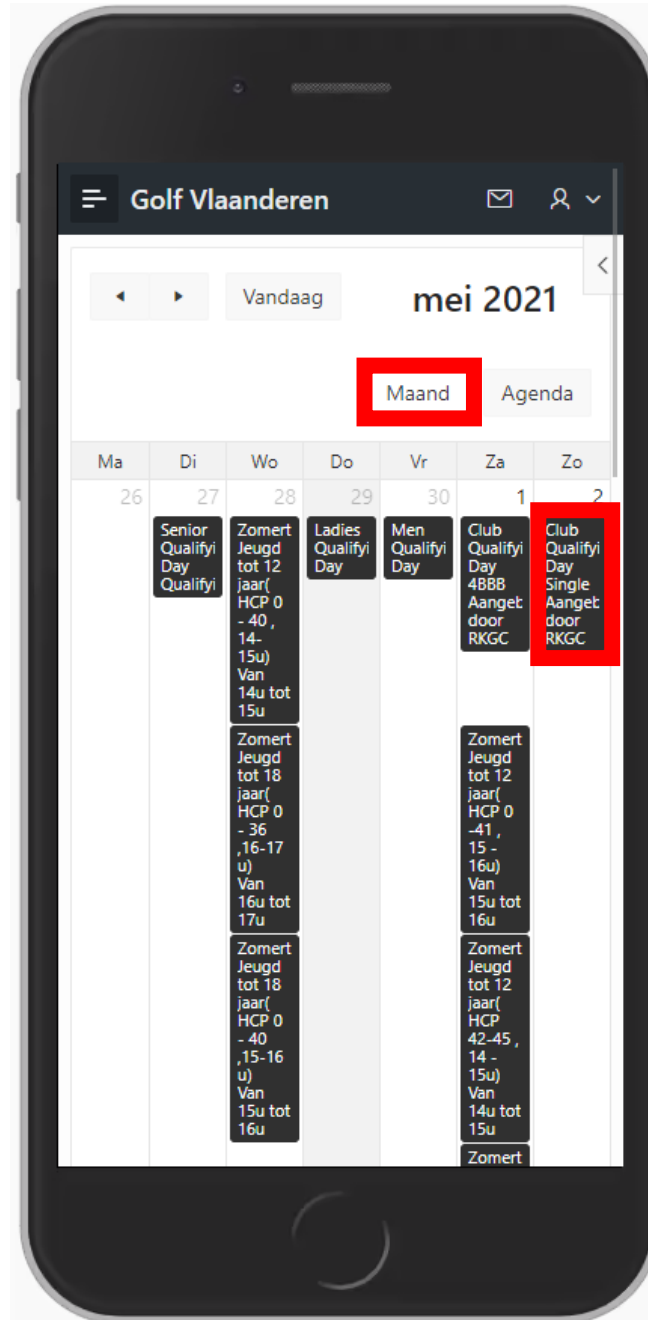 Golf Vlaanderen
Vandaag
mei 2021
Maand
Agenda
Ma Di Wo Do Vr Za Zo
26 27 28 29 30 1 2
Senior
Qualifyi
Day
Qualifyi
Zomert
Jeugd
tot 12
jaar(
HCP 0
- 40 ,
14-
15u)
Van
14u tot
15u
Zomert
Jeugd
tot 18
jaar(
HCP 0
- 36
,16-17
u)
Van
16u tot
17u
Zomert
Jeugd
tot 18
jaar(
HCP 0
- 40
,15-16
u)
Van
15u tot
16u
Ladies
Qualifyi
Day
Men
Qualifyi
Day
Club
Qualifyi
Day
4BBB
Aangeb
door
RKGC
Zomert
Jeugd
tot 12
jaar(
HCP 0
-41 ,
15 -
16u)
Van
15u tot
16u
Zomert
Jeugd
tot 12
jaar(
HCP
42-45 ,
14 -
15u)
Van
14u tot
15u
Zomert
Club
Qualifyi
Day
Single
Aangeb
door
RKGC